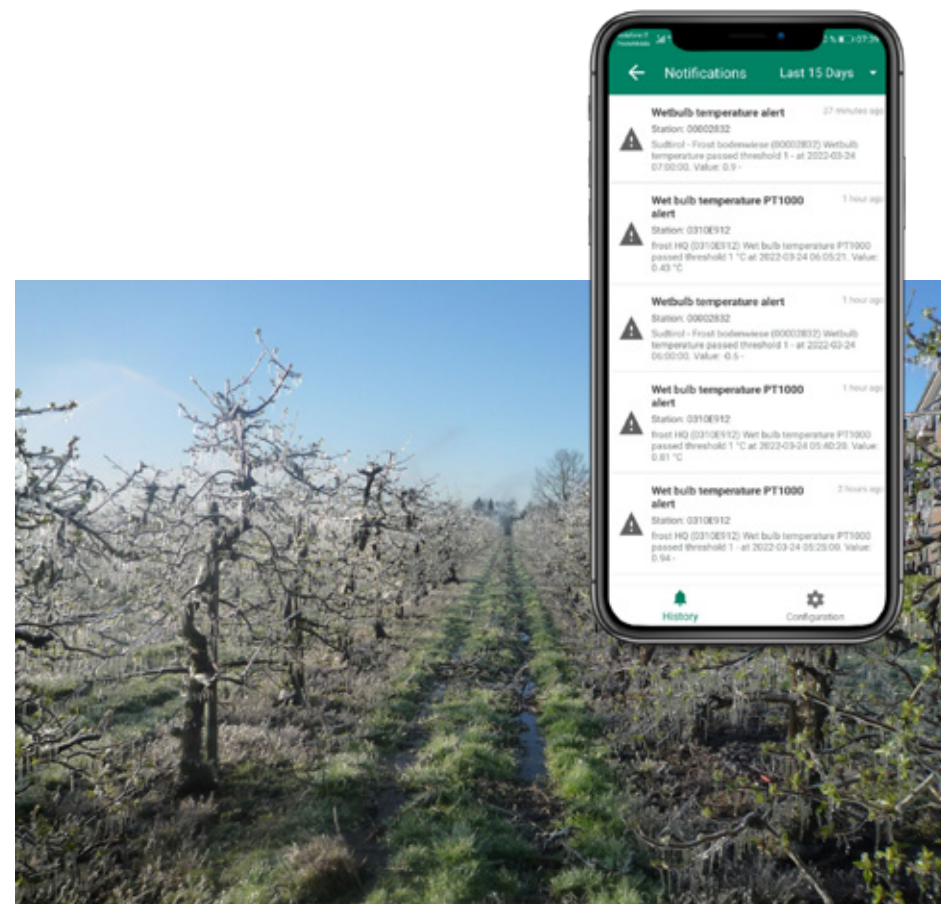 07:39
Notifications Last 15 Days
Wetbulb temperature alert 27 minutes ago
Station: 00002832
Sudtirol - Frost bodenwiese (00002832) Wetbulb
temperature passed threshold 1 - at 2022-03-24
07:00:00. Value: 0.9 -
Wet bulb temperature PT1000 1 hour ago
alert
Station: 0310E912
frost HQ (0310E912) Wet bulb temperature PT1000
passed threshold 1 °C at 2022-03-24 06:05:21. Value:
0.43 °C
Wetbulb temperature alert 1 hour ago
Station: 00002832
Sudtirol - Frost bodenwiese (00002832) Wetbulb
temperature passed threshold 1 - at 2022-03-24
06:00:00. Value: -0.5 -
Wet bulb temperature PT1000 1 hour ago
alert
Station: 0310E912
frost HQ (0310E912) Wet bulb temperature PT1000
passed threshold 1 °C at 2022-03-24 05:40:20. Value:
0.81 °C
Wet bulb temperature PT1000 2 hours ago
alert
Station: 0310E912
frost HQ (0310E912) Wet bulb temperature PT1000
passed threshold 1 - at 2022-03-24 05:25:00. Value:
0.94 -
History Configuration